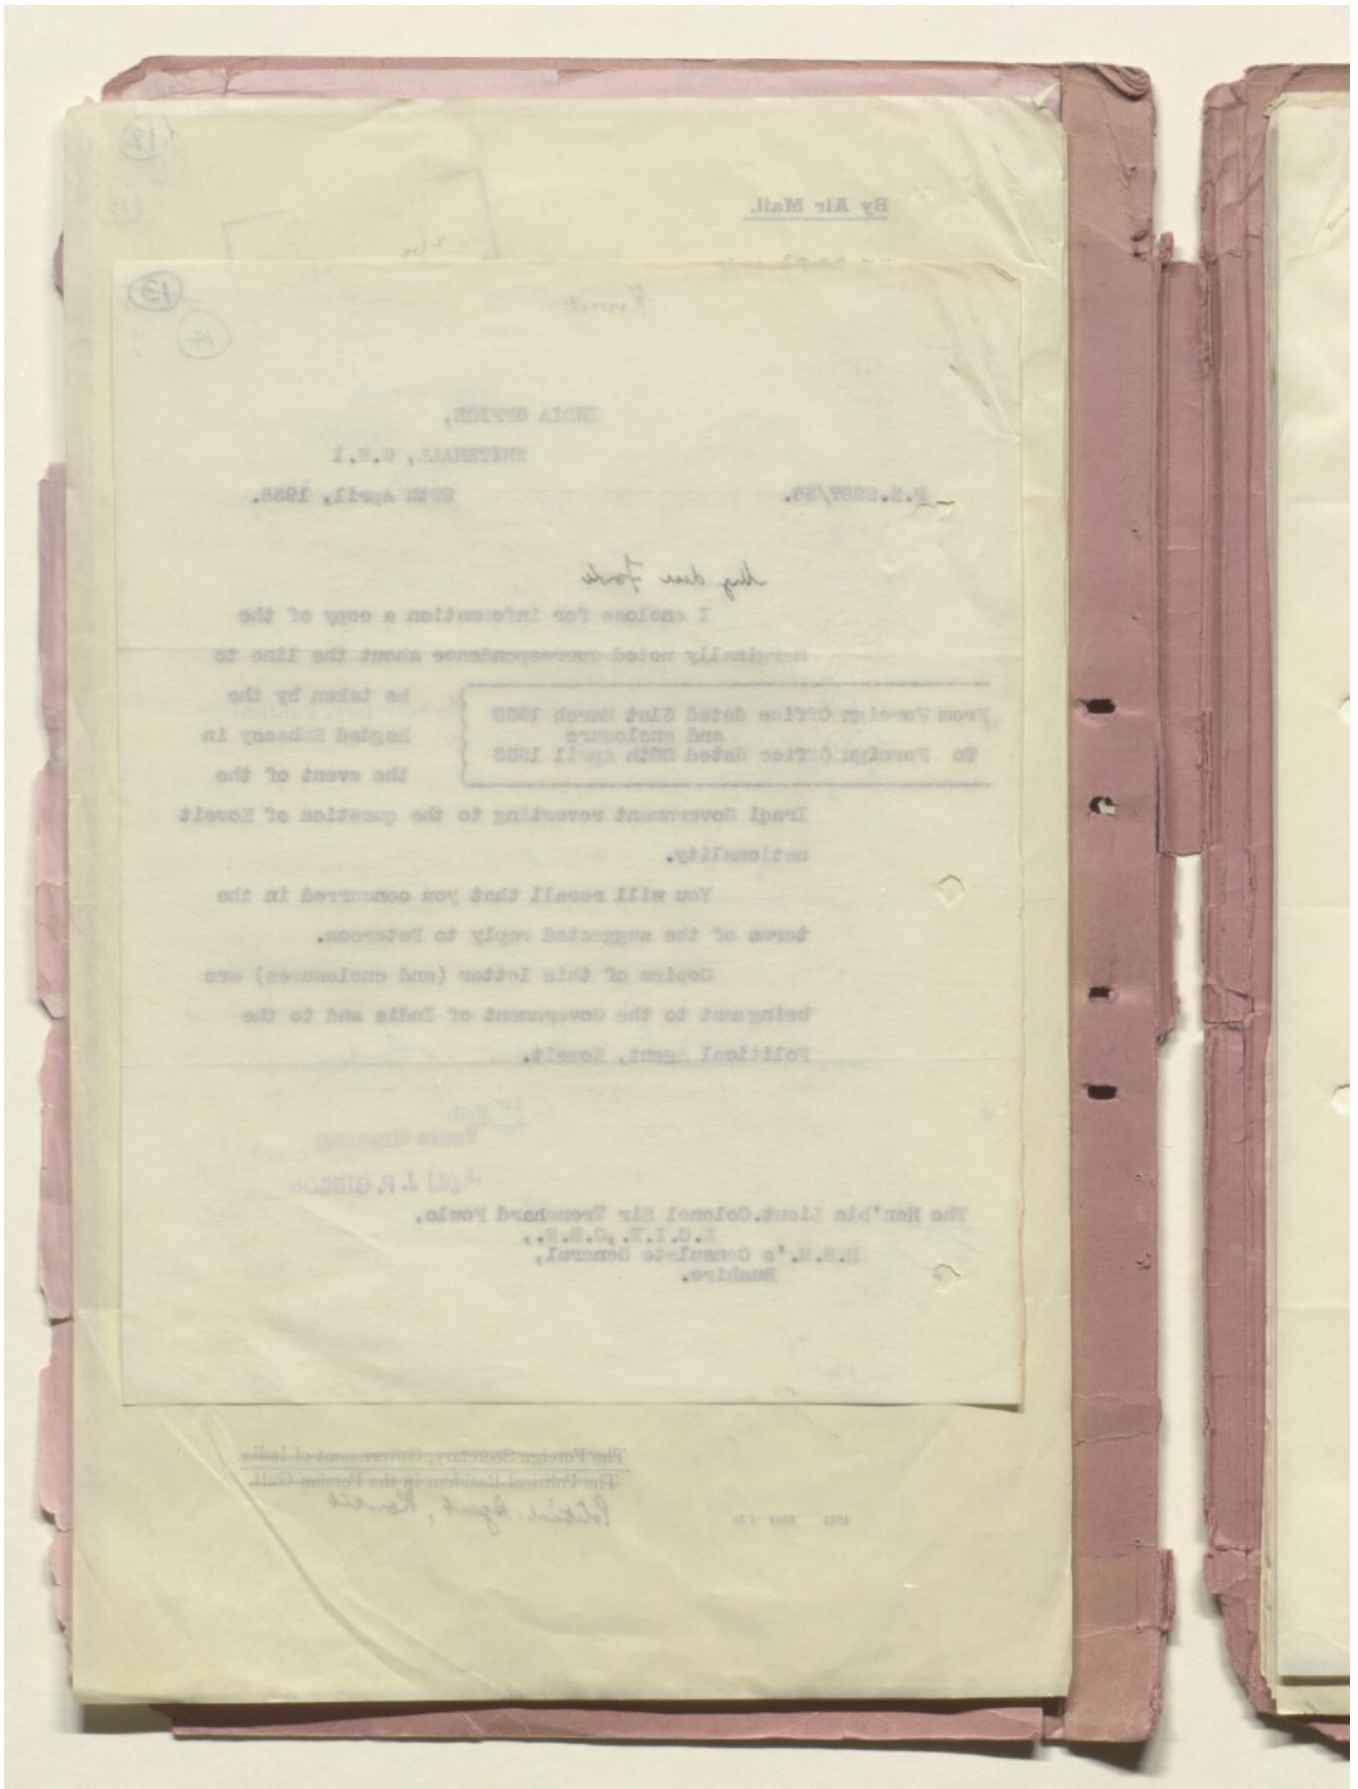 By Air Mail.
13
INDIA OFFICE,
WHITEHALL, S.W.1
29th April, 1938.
My dear Fowle
I enclose for information a copy of the
marginally noted correspondence about the line to
From Foreign Office dated 31st March 1938
and enclosure
To Foreign Office dated 26th April 1938
be taken by the
Bagdad Embassy in
the event of the
Iraqi Government reverting to the question of Koweit
nationality.
You will recall that you concurred in the
terms of the suggested reply to Peterson.
Copies of this letter (and enclosures) are
beingsent to the Government of India and to the
Political Agent, Koweit.
Yours sincerely
(Sgd) J. P. GIBSON
The Hon'ble Lieut.Colonel Sir Trenchard Fowle,
K.C.I.E.,C.B.E.,
H.B.M.'s Consulate General,
Bushire.
The Foreign Secretary, Government of India.
The Political Resident in the Persian Gulf.
Political Agent, Koweit